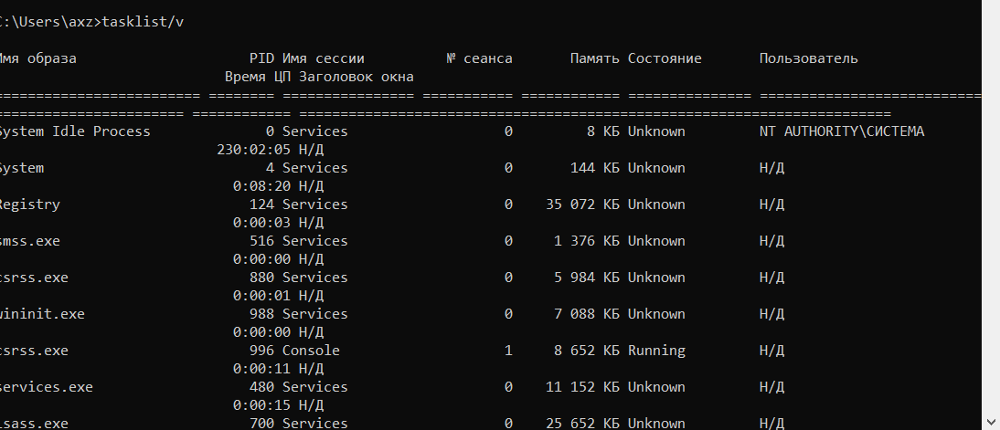 C:\Users\axz>tasklist/v
Имя образа PID Имя сессии № сеанса Память Состояние Пользователь
Время ЦП Заголовок окна
========================= ======== ================ =========== ============ =============== ===========================
======================= ============ ========================================================================
System Idle Process 0 Services 0 8 КБ Unknown NT AUTHORITY\СИСТЕМА
230:02:05 Н/Д
System 4 Services 0 144 КБ Unknown Н/Д
0:08:20 Н/Д
Registry 124 Services 0 35 072 КБ Unknown Н/Д
0:00:03 Н/Д
smss.exe 516 Services 0 1 376 КБ Unknown Н/Д
0:00:00 Н/Д
csrss.exe 880 Services 0 5 984 КБ Unknown Н/Д
0:00:01 Н/Д
wininit.exe 988 Services 0 7 088 КБ Unknown Н/Д
0:00:00 Н/Д
csrss.exe 996 Console 1 8 652 КБ Running Н/Д
0:00:11 Н/Д
services.exe 480 Services 0 11 152 КБ Unknown Н/Д
0:00:15 Н/Д
lsass.exe 700 Services 0 25 652 КБ Unknown Н/Д